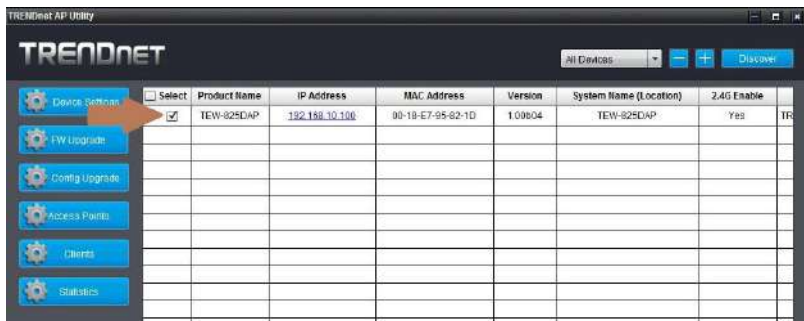 TRENDnet AP Utility
TRENDNET
All Devices
Discover
Device Settings
FW Upgrade
Config Upgrade
Access Points
Clients
Statistics
Select Product Name IP Address MAC Address Version System Name (Location) 2.4G Enable
TEW-825DAP 192.168.10.100 00-18-E7-95-82-1D 1.00b04 TEW-825DAP Yes TR